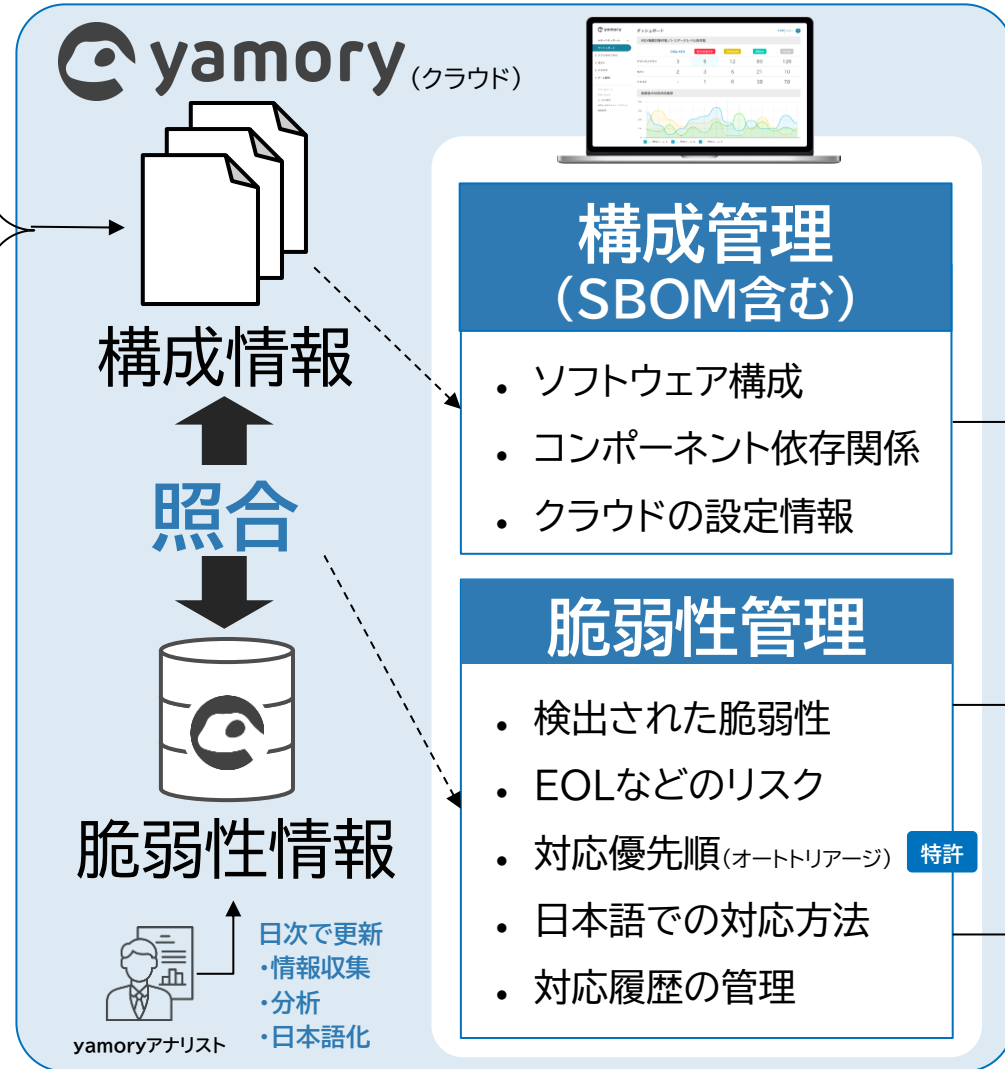 yamory(クラウド)
ダッシュボード
構成情報
照合
脆弱性情報
yamoryアナリスト
日次で更新
・情報収集
・分析
・日本語化
構成管理
(SBOM含む)
• ソフトウェア構成
• コンポーネント依存関係
• クラウドの設定情報
脆弱性管理
• 検出された脆弱性
• EOLなどのリスク
• 対応優先順(オートトリアージ) 特許
• 日本語での対応方法
• 対応履歴の管理